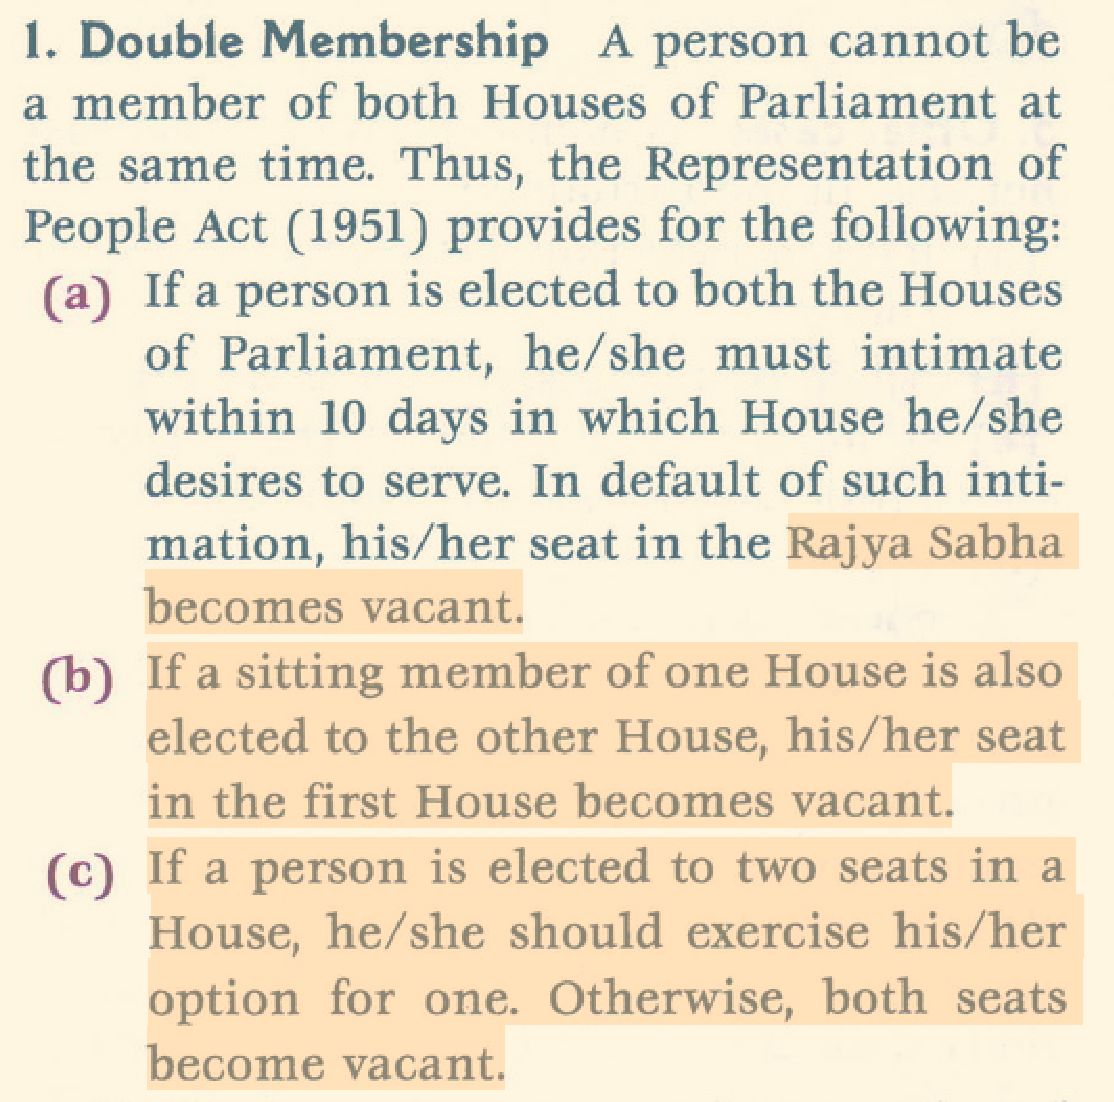 1. Double Membership A person cannot be
a member of both Houses of Parliament at
the same time. Thus, the Representation of
People Act (1951) provides for the following:
(a) If a person is elected to both the Houses
of Parliament, he/she must intimate
within 10 days in which House he/she
desires to serve. In default of such inti-
mation, his/her seat in the Rajya Sabha
becomes vacant.
(b) If a sitting member of one House is also
elected to the other House, his/her seat
in the first House becomes vacant.
(c) If a person is elected to two seats in a
House, he/she should exercise his/her
option for one. Otherwise, both seats
become vacant.